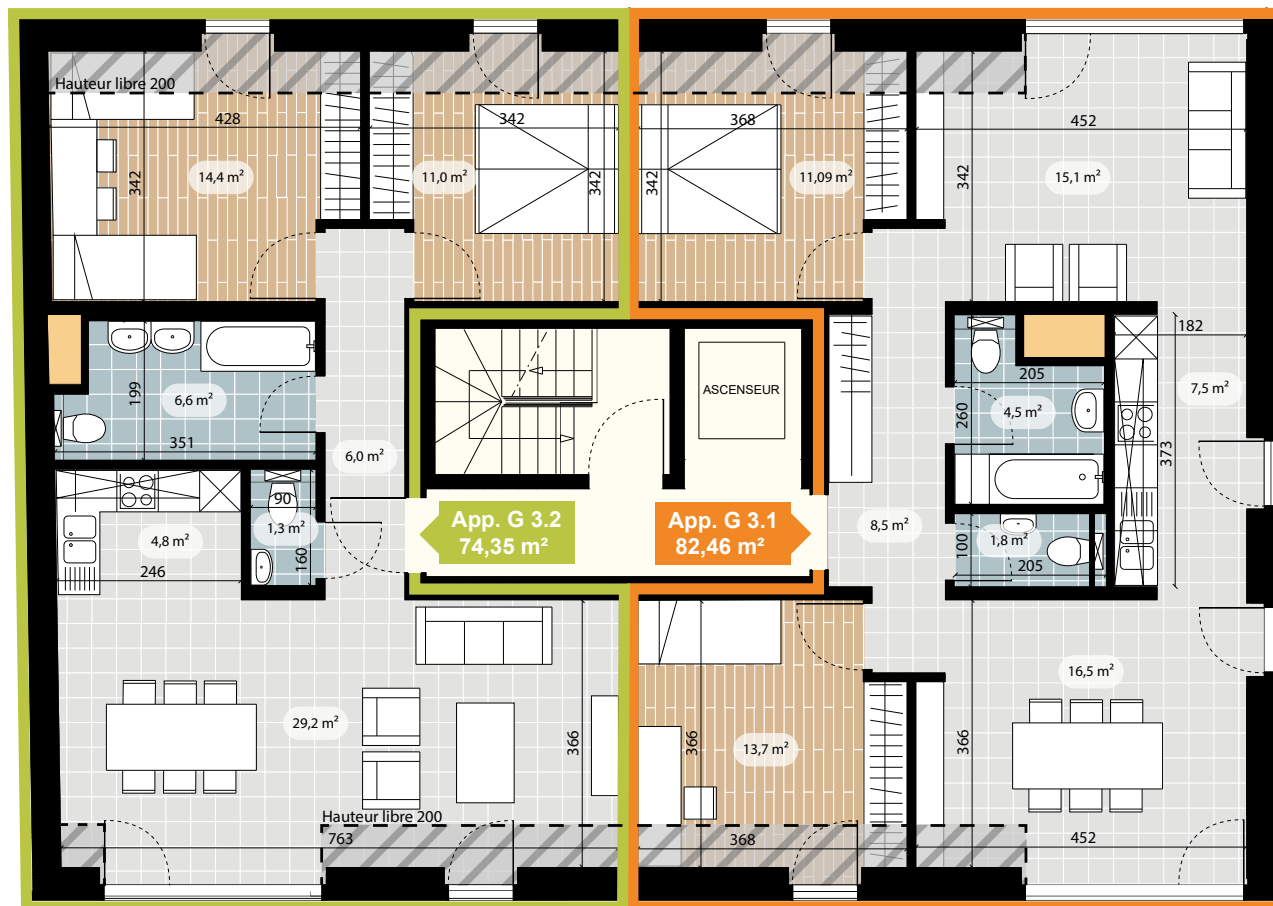 Hauteur libre 200
428
342
368
452
14,4 m²
11,0 m²
11,09 m²
15,1 m²
342
342
342
342
182
ASCENSEUR
205
7,5 m²
199
6,6 m²
4,5 m²
260
351
6,0 m²
373
90
1,3 m²
4,8 m²
160
246
App. G 3.2
74,35 m²
App. G 3.1
82,46 m²
8,5 m²
100
1,8 m²
205
16,5 m²
29,2 m²
366
366
13,7 m²
366
Hauteur libre 200
763
368
452